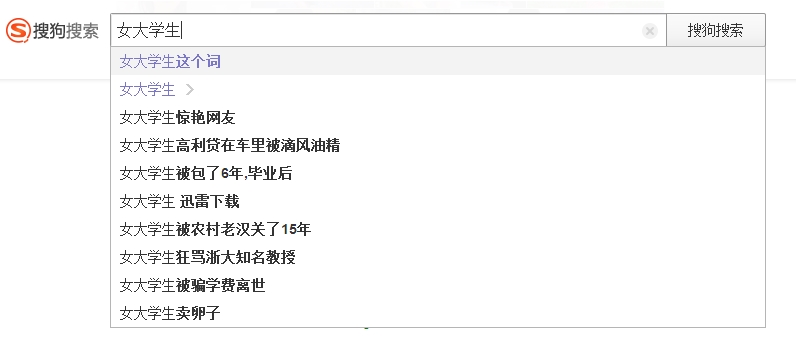 搜狗搜索
女大学生
搜狗搜索
女大学生这个词
女大学生
女大学生惊艳网友
女大学生高利贷在车里被滴风油精
女大学生被包了6年,毕业后
女大学生 迅雷下载
女大学生被农村老汉关了15年
女大学生狂骂浙大知名教授
女大学生被骗学费离世
女大学生卖卵子